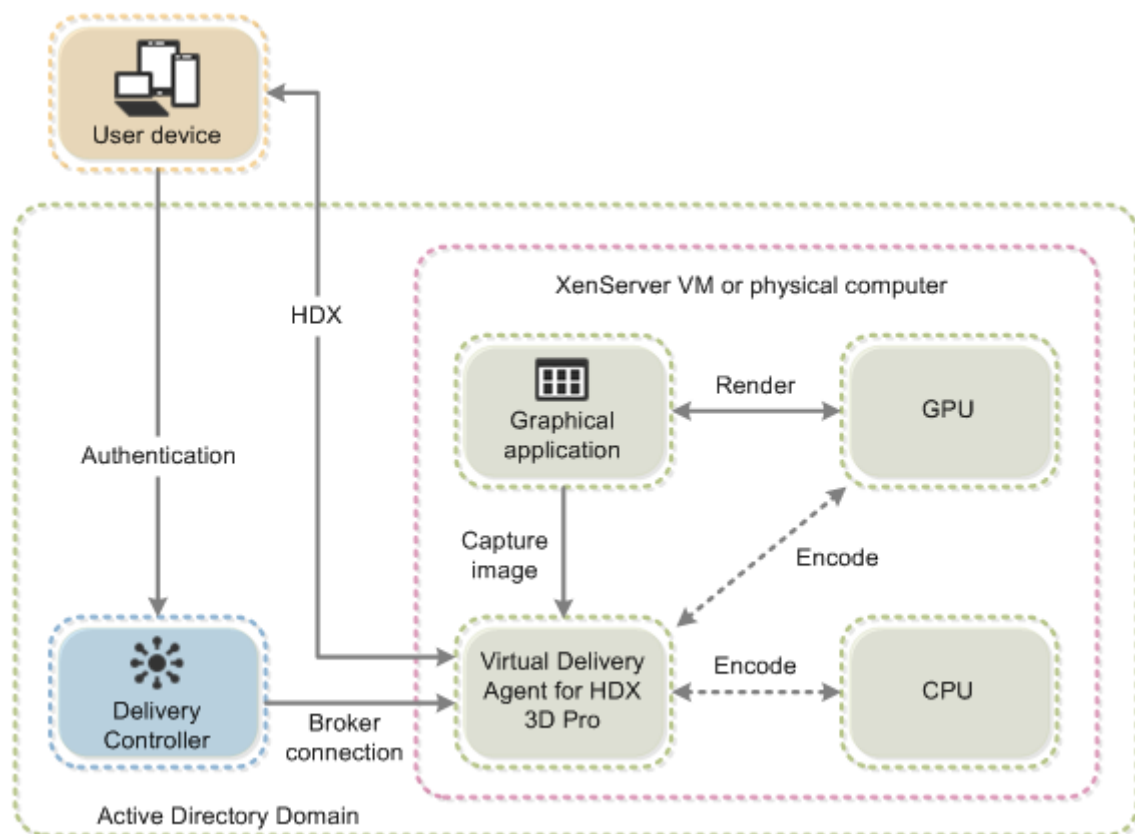 User device
XenServer VM or physical computer
HDX
Render
Graphical
application
GPU
Authentication
Capture
image
Encode
Virtual Delivery
Agent for HDX
3D Pro
Encode
CPU
Delivery
Controller
Broker
connection
Active Directory Domain